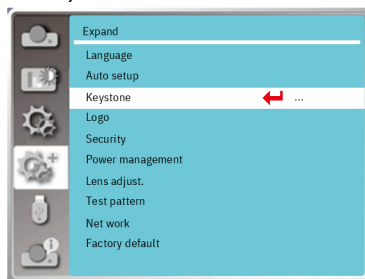 Expand
Language
Auto setup
Keystone ...
Logo
Security
Power management
Lens adjust.
Test pattern
Net work
Factory default